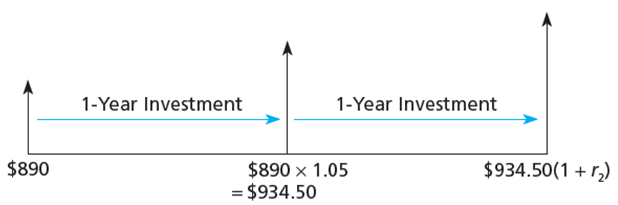 1-Year Investment
1-Year Investment
$890
$890 × 1.05
= $934.50
$934.50(1 + r₂)